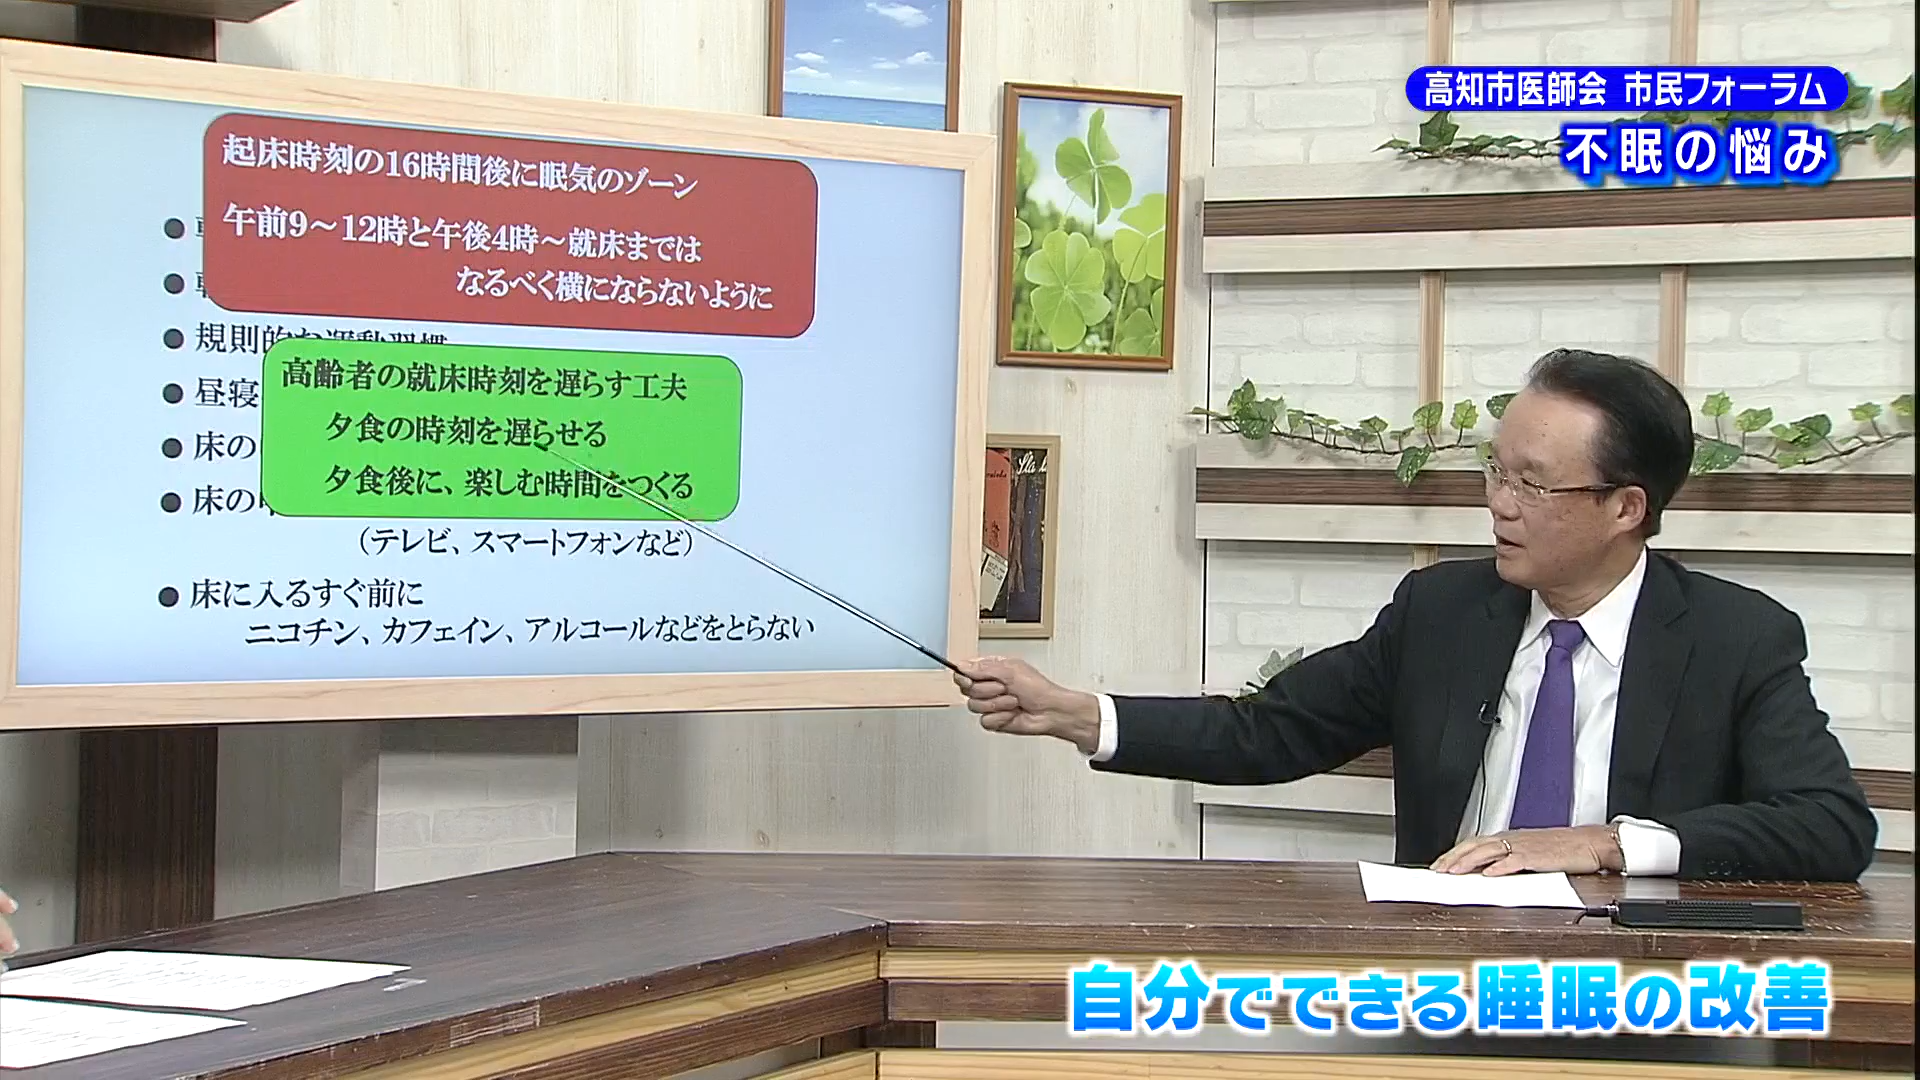 高知市医師会 市民フォーラム
不眠の悩み
起床時刻の16時間後に眠気のゾーン
午前9～12時と午後4時～就床までは
なるべく横にならないように
● 規則的な運動習慣
高齢者の就床時刻を遅らす工夫
● 昼寝
夕食の時刻を遅らせる
● 床の
夕食後に、楽しむ時間をつくる
● 床の
（テレビ、スマートフォンなど）
● 床に入るすぐ前に
ニコチン、カフェイン、アルコールなどをとらない
自分でできる睡眠の改善